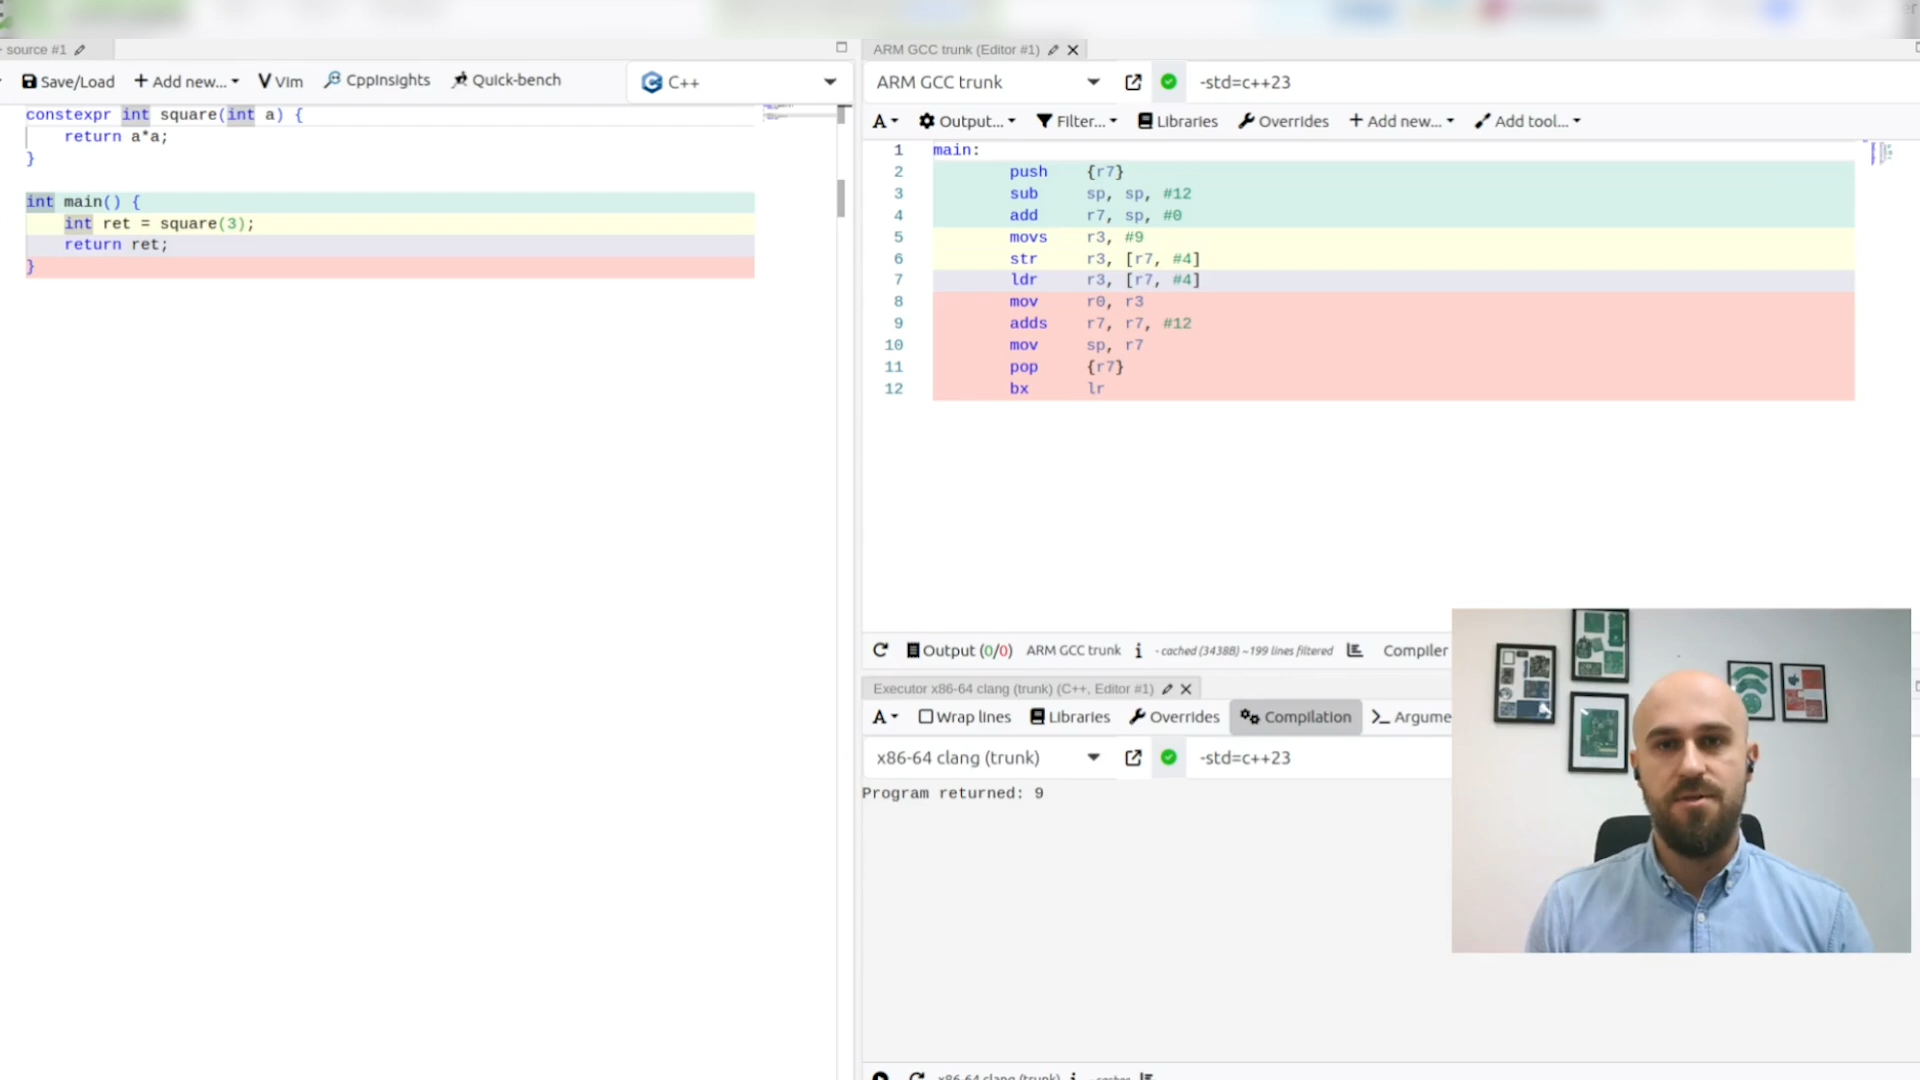 source #1
Save/Load + Add new... Vim CppInsights Quick-bench C++
constexpr int square(int a) {
return a*a;
}
int main() {
int ret = square(3);
return ret;
}
ARM GCC trunk (Editor #1)
ARM GCC trunk -std=c++23
A Output... Filter... Libraries Overrides + Add new... Add tool...
1 main:
2 push {r7}
3 sub sp, sp, #12
4 add r7, sp, #0
5 movs r3, #9
6 str r3, [r7, #4]
7 ldr r3, [r7, #4]
8 mov r0, r3
9 adds r7, r7, #12
10 mov sp, r7
11 pop {r7}
12 bx lr
Output (0/0) ARM GCC trunk i - cached (3438B) ~199 lines filtered Compiler
Executor x86-64 clang (trunk) (C++, Editor #1)
A Wrap lines Libraries Overrides Compilation >_ Argume
x86-64 clang (trunk) -std=c++23
Program returned: 9
x86-64 clang (trunk) i